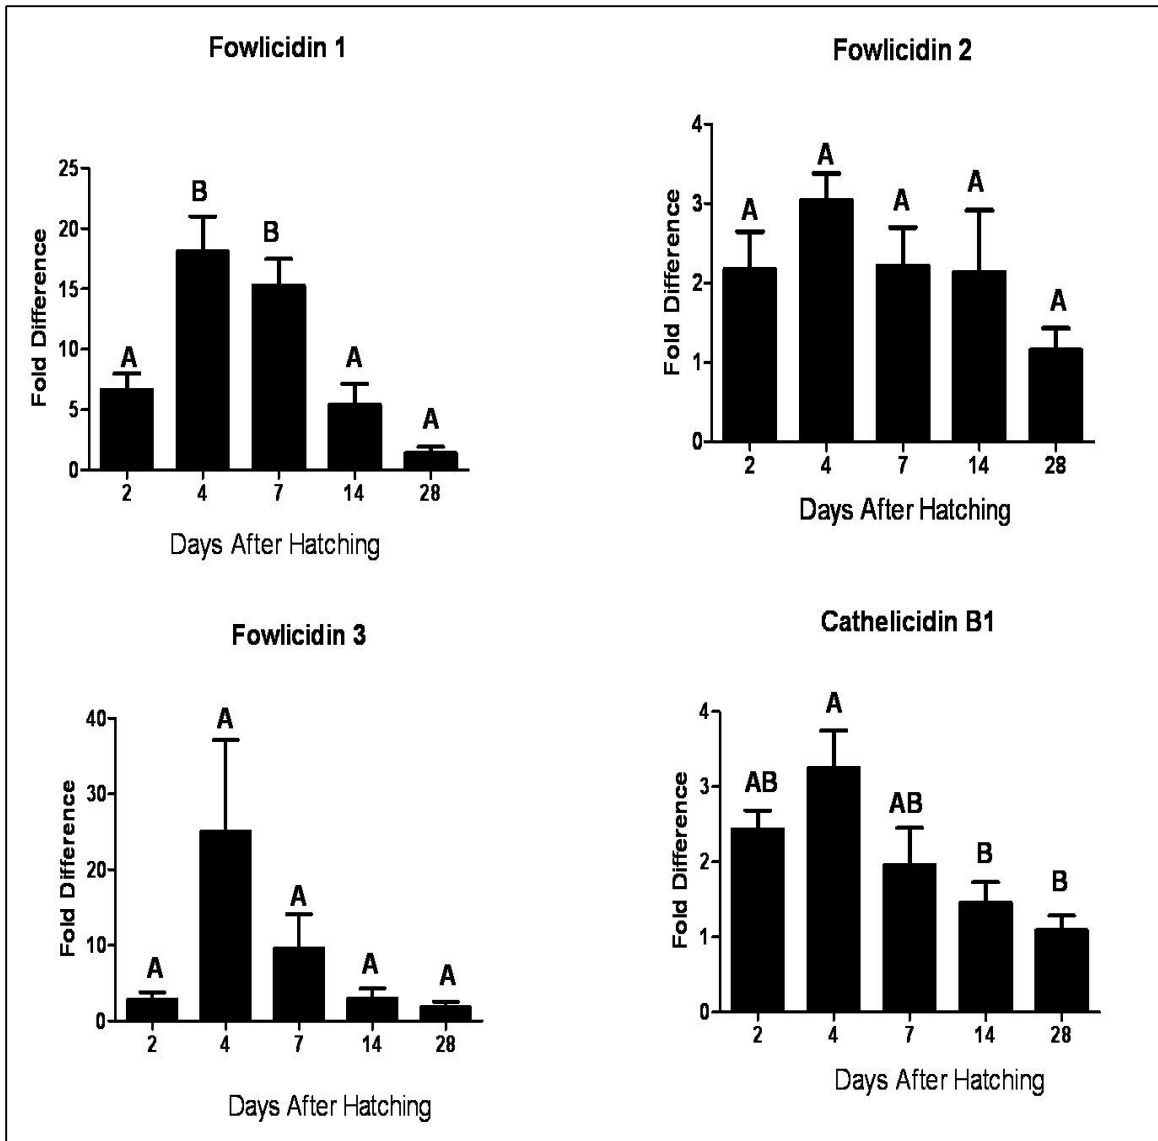 Fowlicidin 1
25
20
15
10
5
0
Fold Difference
A
B
B
A
A
2 4 7 14 28
Days After Hatching
Fowlicidin 2
4
3
2
1
0
Fold Difference
A
A
A
A
A
2 4 7 14 28
Days After Hatching
Fowlicidin 3
40
30
20
10
0
Fold Difference
A
A
A
A
A
2 4 7 14 28
Days After Hatching
Cathelicidin B1
4
3
2
1
0
Fold Difference
AB
A
AB
B
B
2 4 7 14 28
Days After Hatching